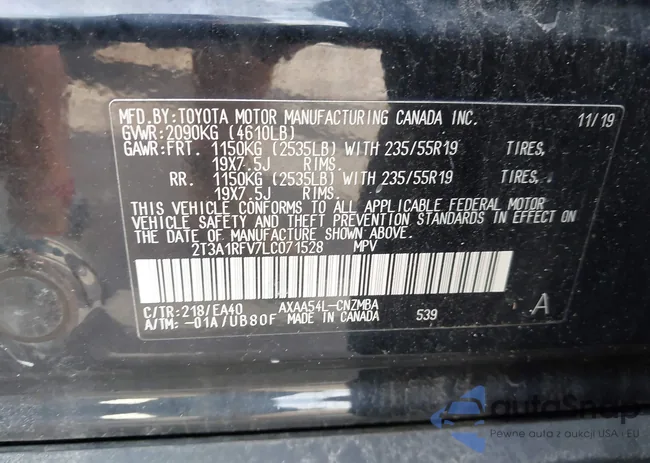 MFD.BY:TOYOTA MOTOR MANUFACTURING CANADA INC. 11/19
GVWR:2090KG (4610LB)
GAWR:FRT. 1150KG (2535LB) WITH 235/55R19 TIRES,
19X7.5J RIMS.
RR. 1150KG (2535LB) WITH 235/55R19 TIRES,
19X7.5J RIMS.
THIS VEHICLE CONFORMS TO ALL APPLICABLE FEDERAL MOTOR
VEHICLE SAFETY AND THEFT PREVENTION STANDARDS IN EFFECT ON
THE DATE OF MANUFACTURE SHOWN ABOVE.
2T3A1RFV7LC071528 MPV
C/TR:218/EA40 AXAA54L-CNZMBA
A/TM:-01A/UB80F MADE IN CANADA 539 A
autoSnap
Pewne auta z aukcji USA i EU